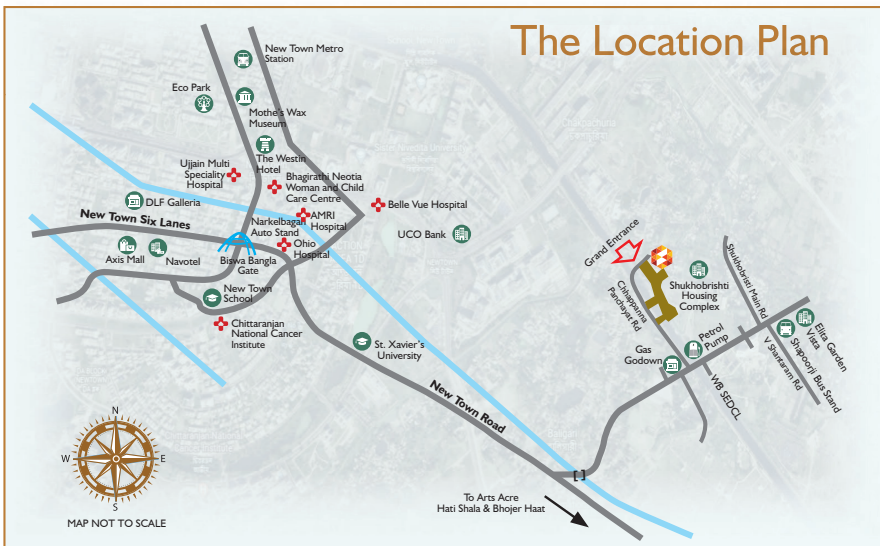 The Location Plan
New Town Metro
Station
Eco Park
Mothe's Wax
Museum
The Westin
Hotel
Ujjain Multi
Speciality
Hospital
Bhagirathi Neotia
Woman and Child
Care Centre
DLF Galleria
Belle Vue Hospital
AMRI
Hospital
Narkelbagan
Auto Stand
New Town Six Lanes
UCO Bank
Ohio
Hospital
Axis Mall
Navotel
Biswa Bangla
Gate
Grand Entrance
Shukhobrishti
Housing
Complex
Shukhobristi Main Rd
New Town
School
Chhappanna
Panchayat Rd
Chittaranjan
National Cancer
Institute
St. Xavier's
University
Petrol
Pump
Gas
Godown
Elita Garden
Vista
Shapoorji Bus Stand
V Shantaram Rd
WB SEDCL
New Town Road
N
W
E
S
[ ]
To Arts Acre
Hati Shala & Bhojer Haat
MAP NOT TO SCALE